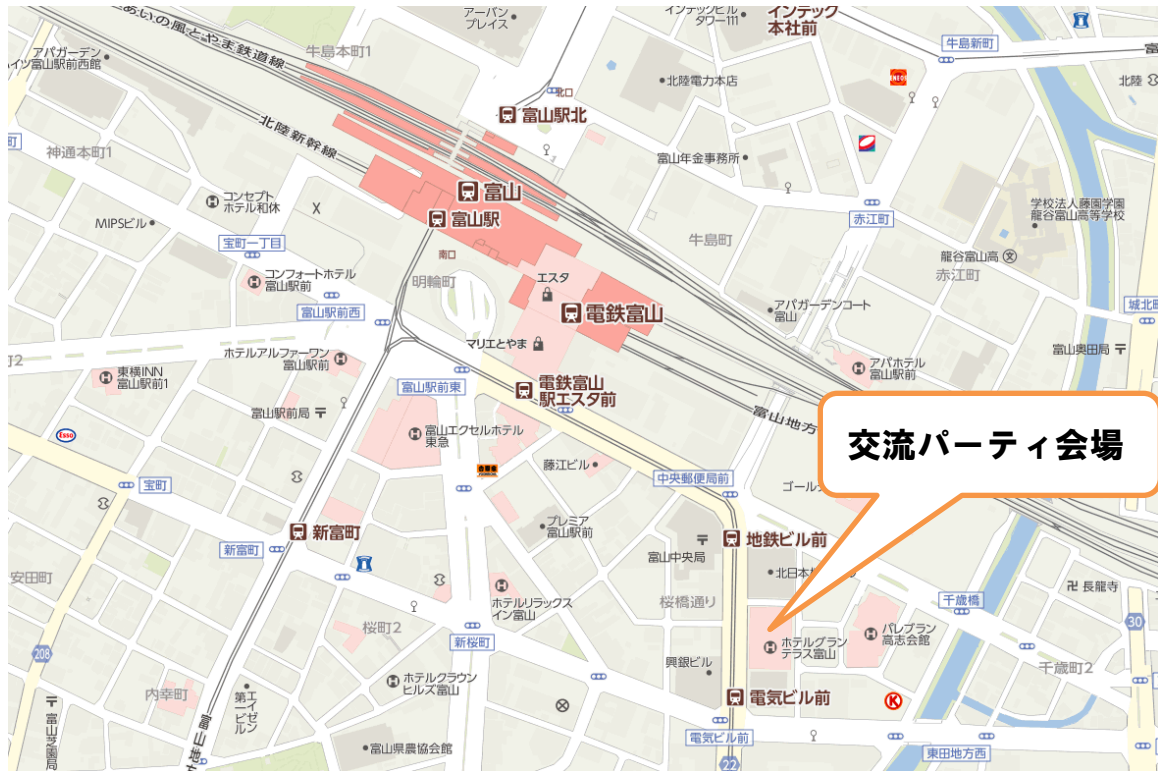 あいの風とやま鉄道線
アーバン
プレイス
インテックビル
タワー111
インテック
本社前
牛島新町
牛島本町1
アパガーデン
富山駅前西館
北陸電力本店
北陸
北口
富山駅北
北陸新幹線
神通本町1
富山年金事務所
富山
コンセプト
ホテル和休
富山駅
赤江町
学校法人藤園学園
龍谷富山高等学校
MIPSビル
宝町一丁目
牛島町
南口
龍谷富山高
赤江町
コンフォートホテル
富山駅前
明輪町
エスタ
富山駅前西
電鉄富山
アパガーデンコート
富山
城北町
マリエとやま
ホテルアルファーワン
富山駅前
富山奥田局
アパホテル
富山駅前
東横INN
富山駅前1
富山駅前東
電鉄富山
駅エスタ前
富山駅前局
富山地方
富山エクセルホテル
東急
Esso
交流パーティ会場
藤江ビル
中央郵便局前
宝町
ゴール
プレミア
富山駅前
新富町
地鉄ビル前
新富町
富山中央局
北日本
安田町
長龍寺
ホテルリラックス
イン富山
桜橋通り
千歳橋
30
桜町2
新桜町
ホテルグラン
テラス富山
パレブラン
高志会館
208
興銀ビル
千歳町2
ホテルクラウン
ヒルズ富山
内幸町
第一
エイゼン
ビル
電気ビル前
K
富山芝園局
富山県農協会館
電気ビル前
東田地方西
22